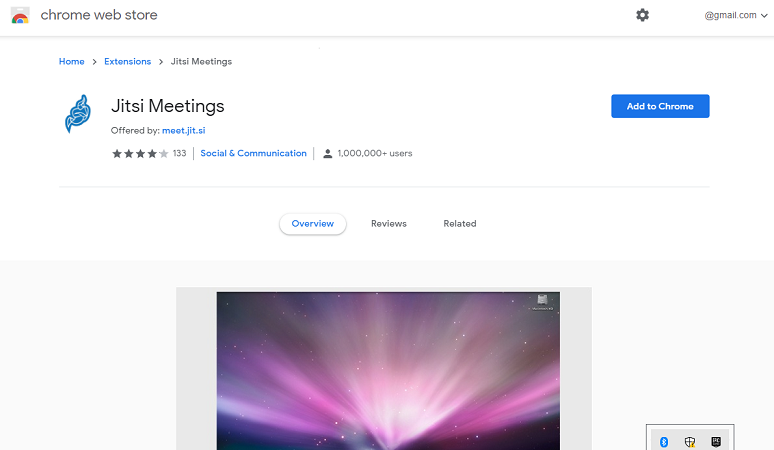 chrome web store
@gmail.com
Home > Extensions > Jitsi Meetings
Jitsi Meetings
Add to Chrome
Offered by: meet.jit.si
133 | Social & Communication | 1,000,000+ users
Overview Reviews Related
PC